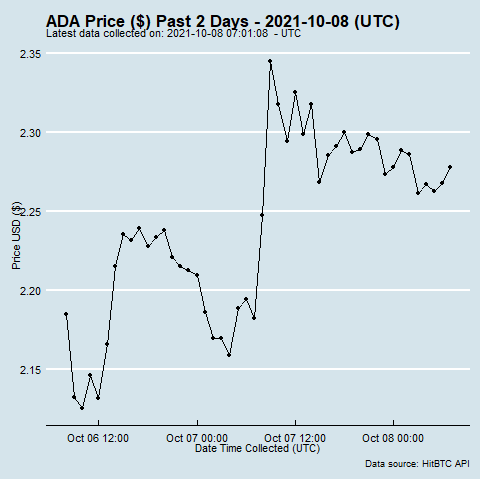 ADA Price ($) Past 2 Days - 2021-10-08 (UTC)
Latest data collected on: 2021-10-08 07:01:08 - UTC
2.35
2.30
2.25
2.20
2.15
Price USD ($)
Oct 06 12:00 Oct 07 00:00 Oct 07 12:00 Oct 08 00:00
Date Time Collected (UTC)
Data source: HitBTC API